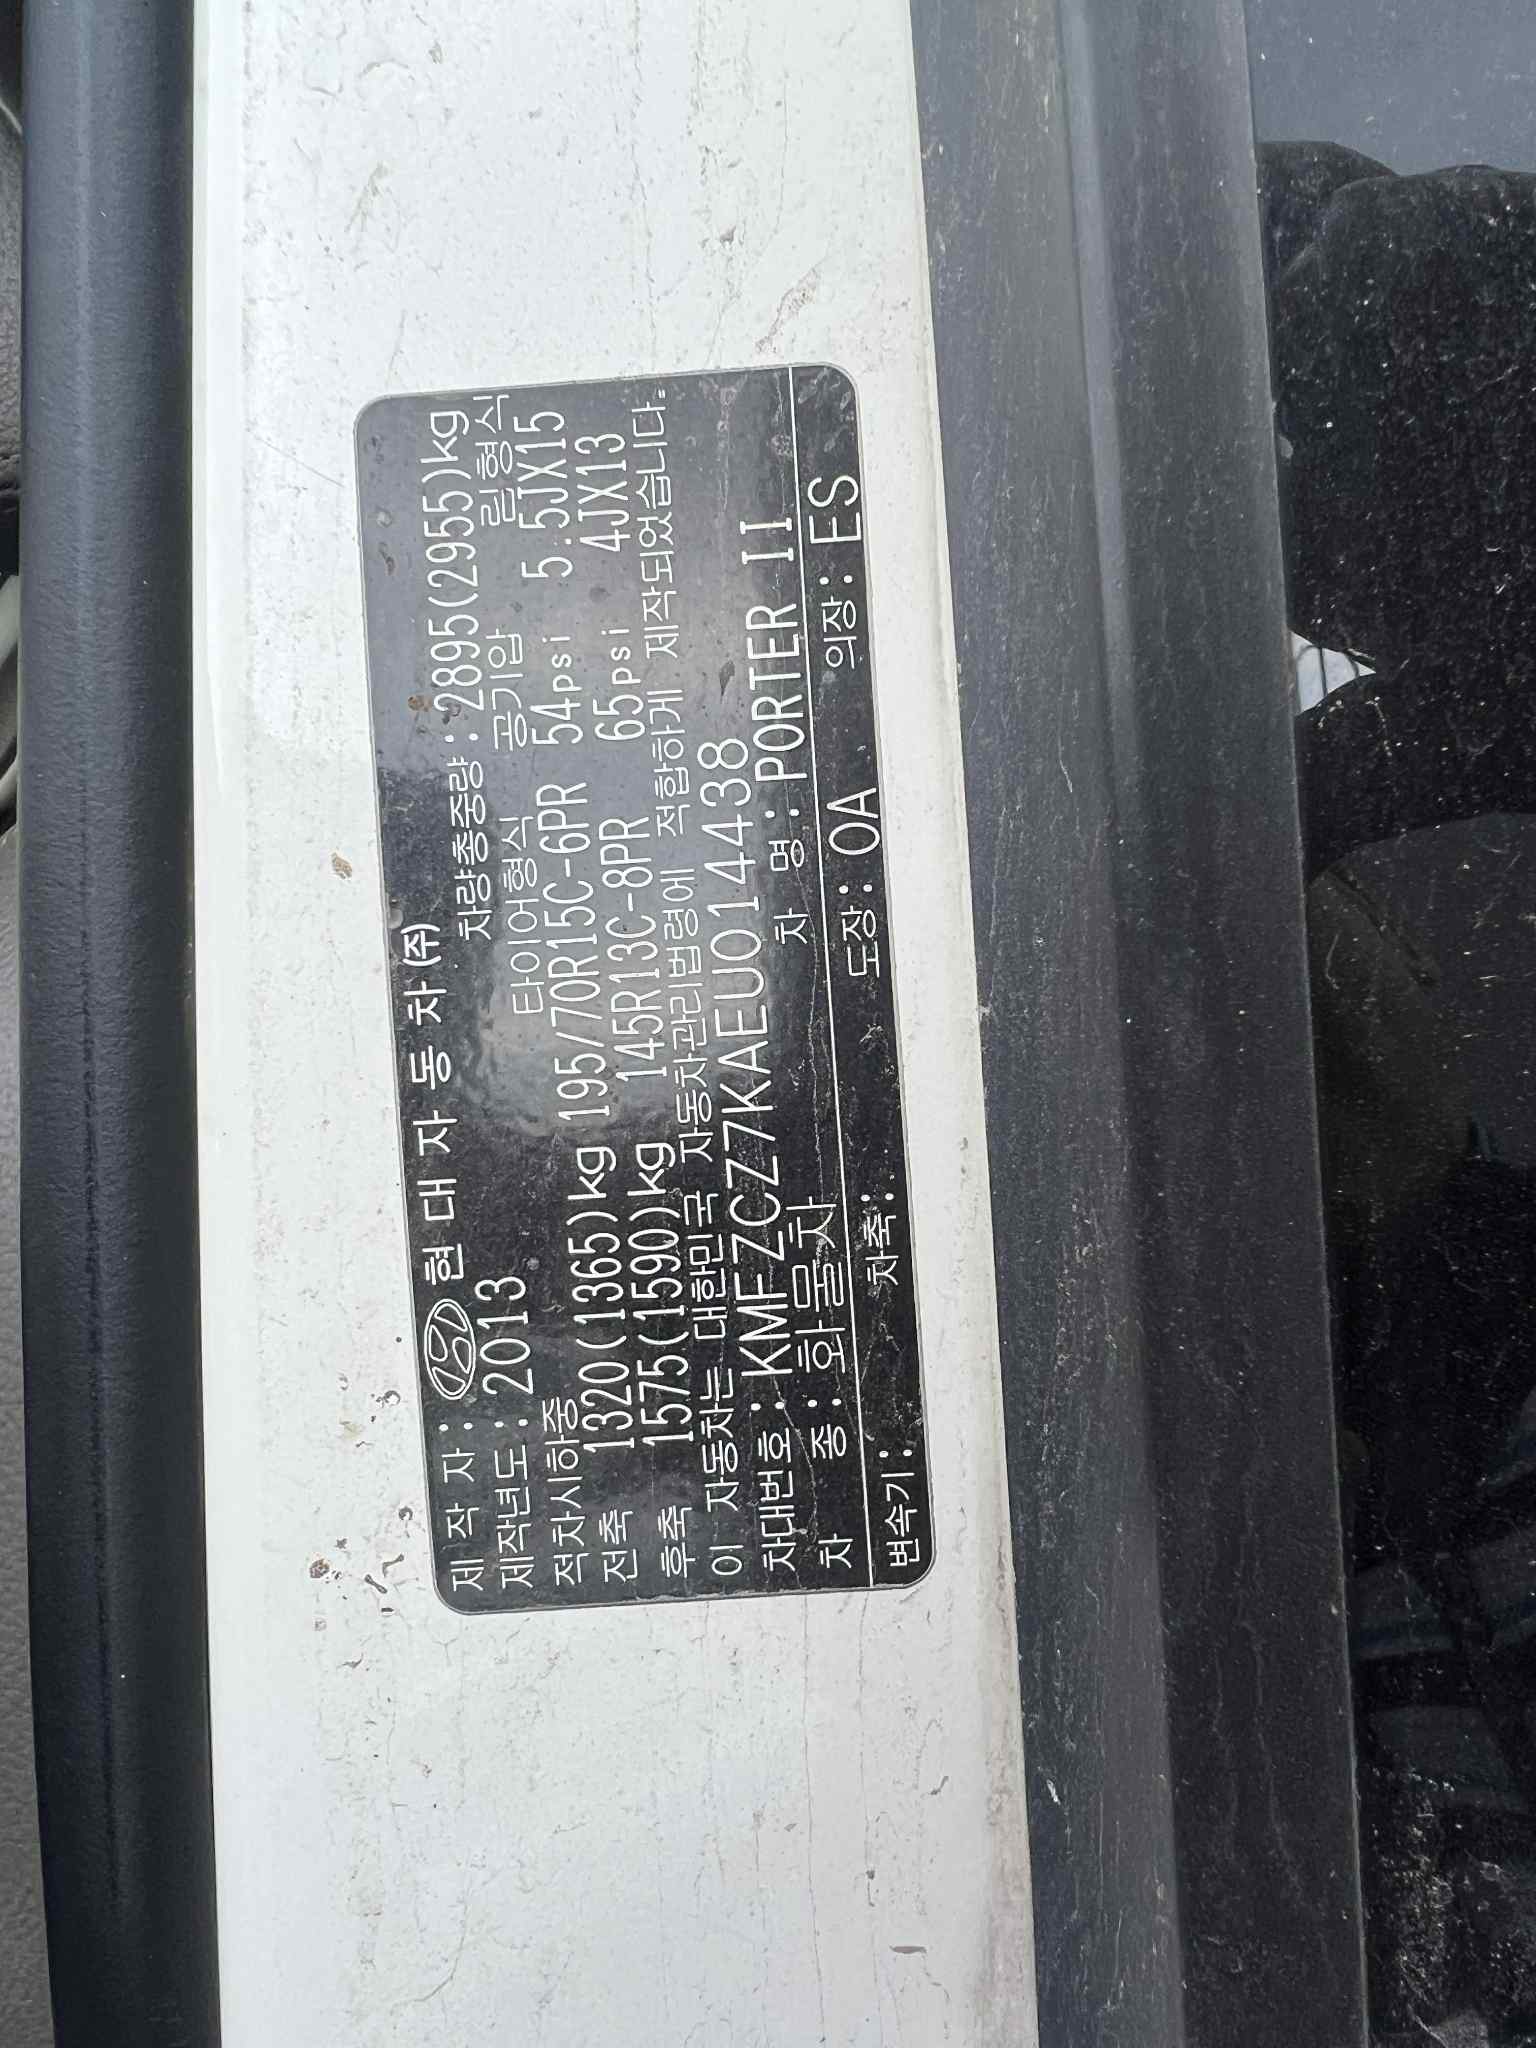 제 작 자 : 현 대 자 동 차 (주)
제작년도 : 2013 차량총중량 : 2895(2955)kg
적차시하중 타이어형식 공기압 림형식
전축 1320(1365)kg 195/70R15C-6PR 54psi 5.5JX15
후축 1575(1590)kg 145R13C-8PR 65psi 4JX13
이 자동차는 대한민국 자동차관리법령에 적합하게 제작되었습니다.
차대번호 : KMFZCZ7KAEU014438
차 종 : 화물차 차 명 : PORTER II
변속기 : 차축 : 도장 : OA 의장 : ES